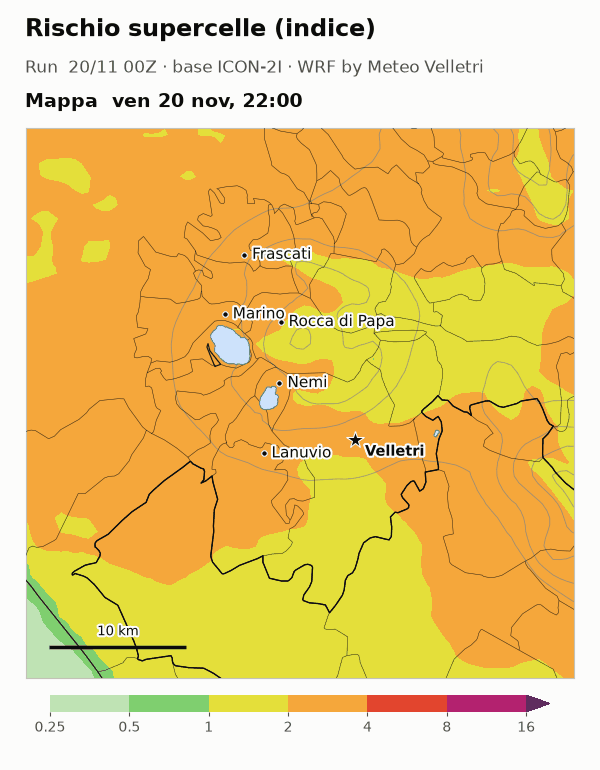 Rischio supercelle (indice)
Run  20/11 00Z · base ICON-2I · WRF by Meteo Velletri
Mappa  ven 20 nov, 22:00
Frascati
Marino
Rocca di Papa
Nemi
Velletri
Lanuvio
10 km
0.25 0.5 1 2 4 8 16